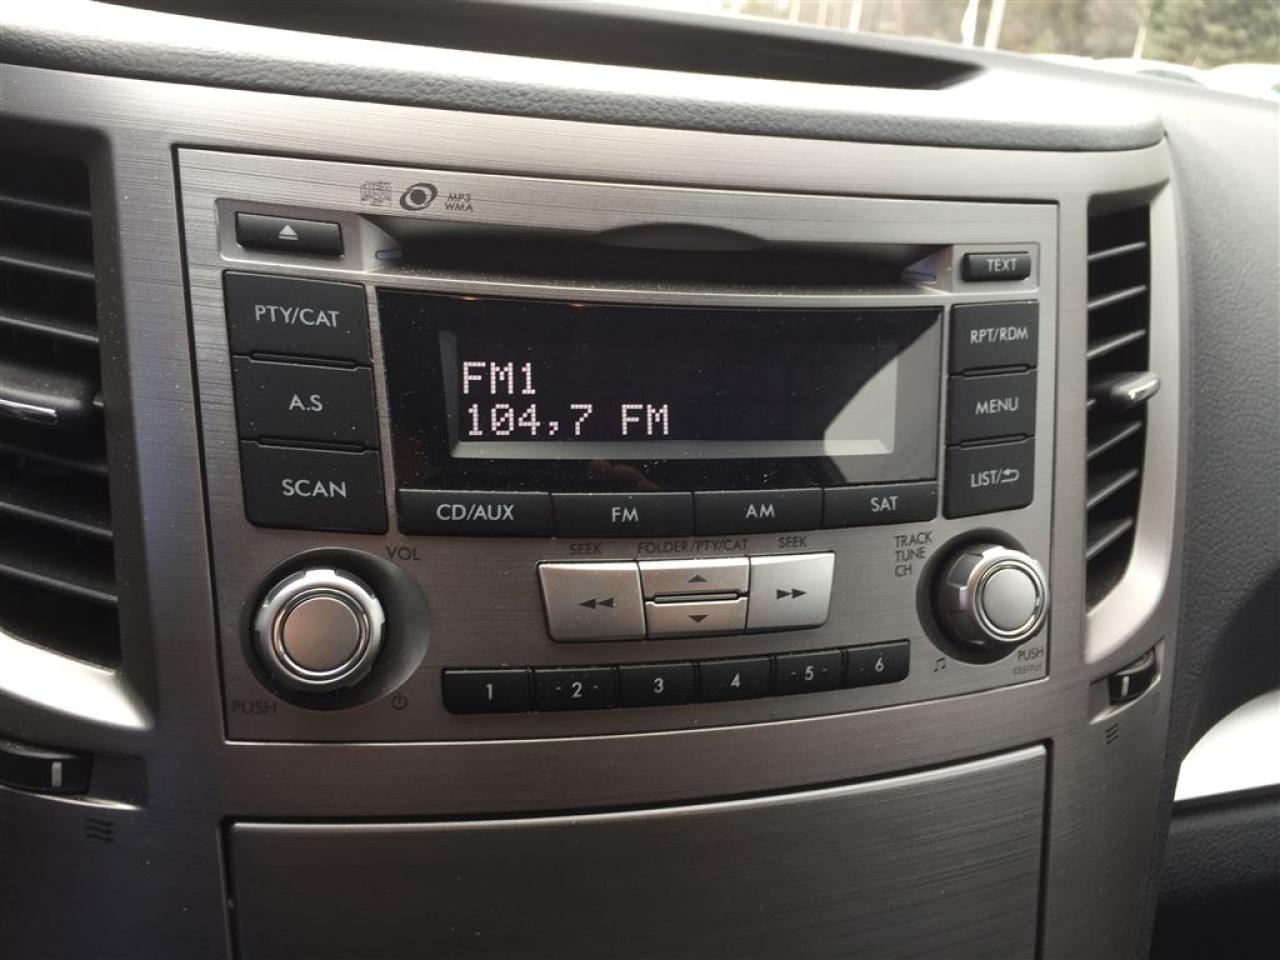 MP3
WMA
TEXT
PTY/CAT
RPT/RDM
FM1
104,7 FM
A.S
MENU
SCAN
LIST/
CD/AUX
FM
AM
SAT
VOL
SEEK
FOLDER/PTY/CAT
SEEK
TRACK
TUNE
CH
1
-2-
3
4
-5-
6
PUSH
PUSH